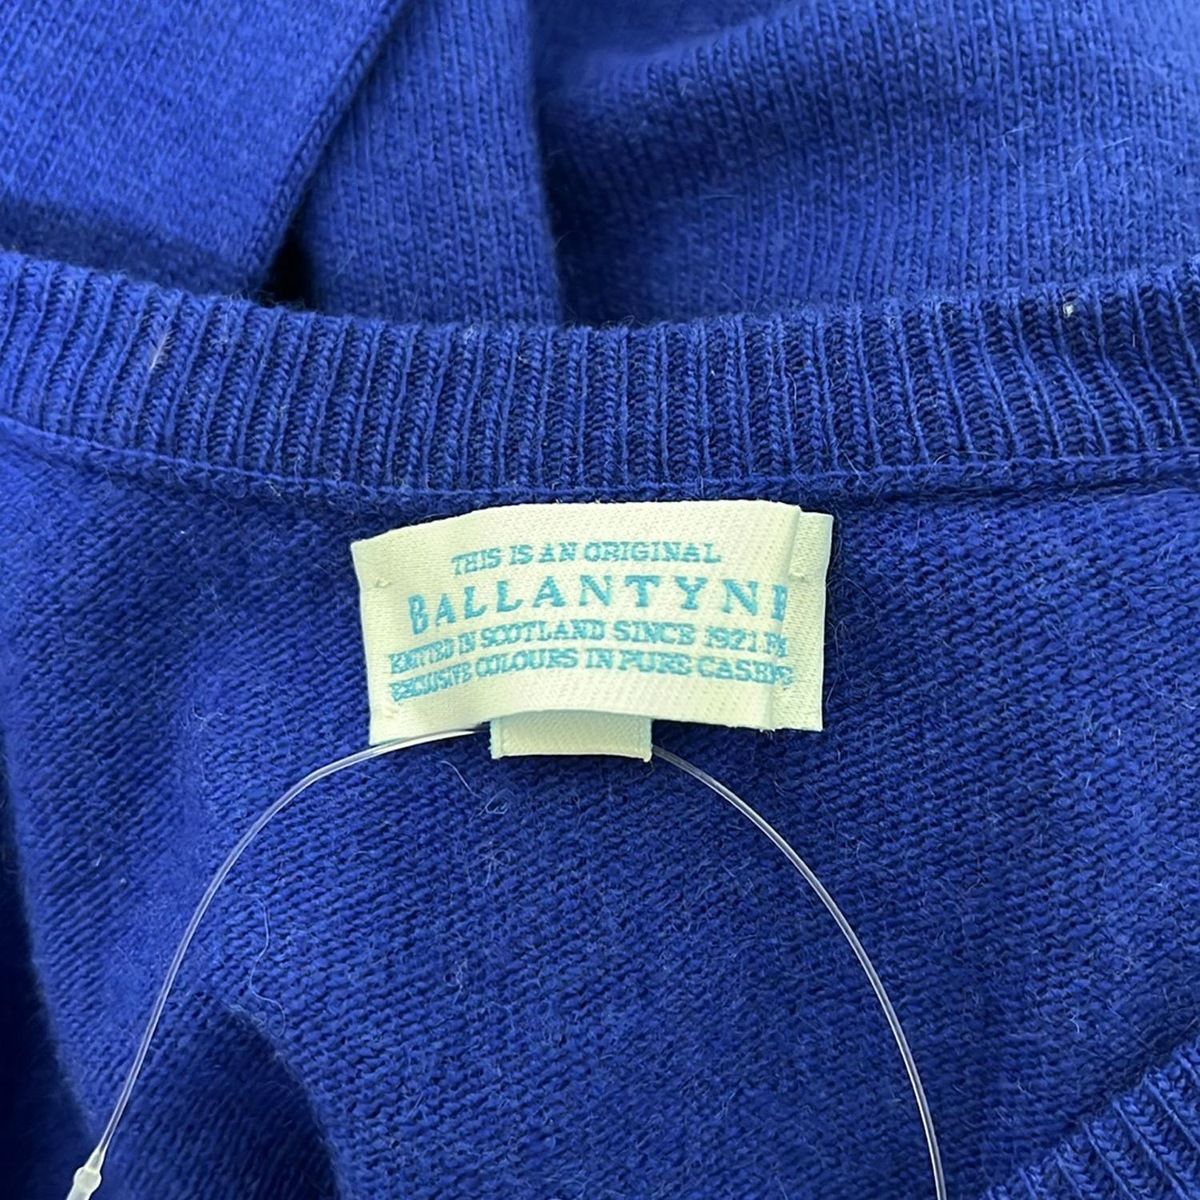 THIS IS AN ORIGINAL
BALLANTYNE
KNITTED IN SCOTLAND SINCE 1921
EXCLUSIVE COLOURS IN PURE